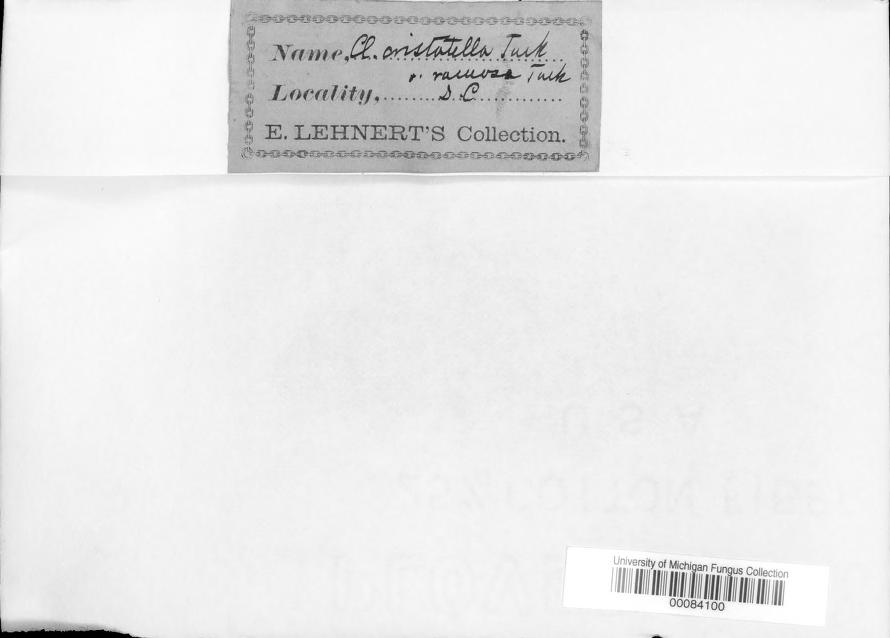 Name, Cl. cristatella Tuck
v. ramosa Tuck
Locality, D.C.
E. LEHNERT'S Collection.
University of Michigan Fungus Collection
00084100